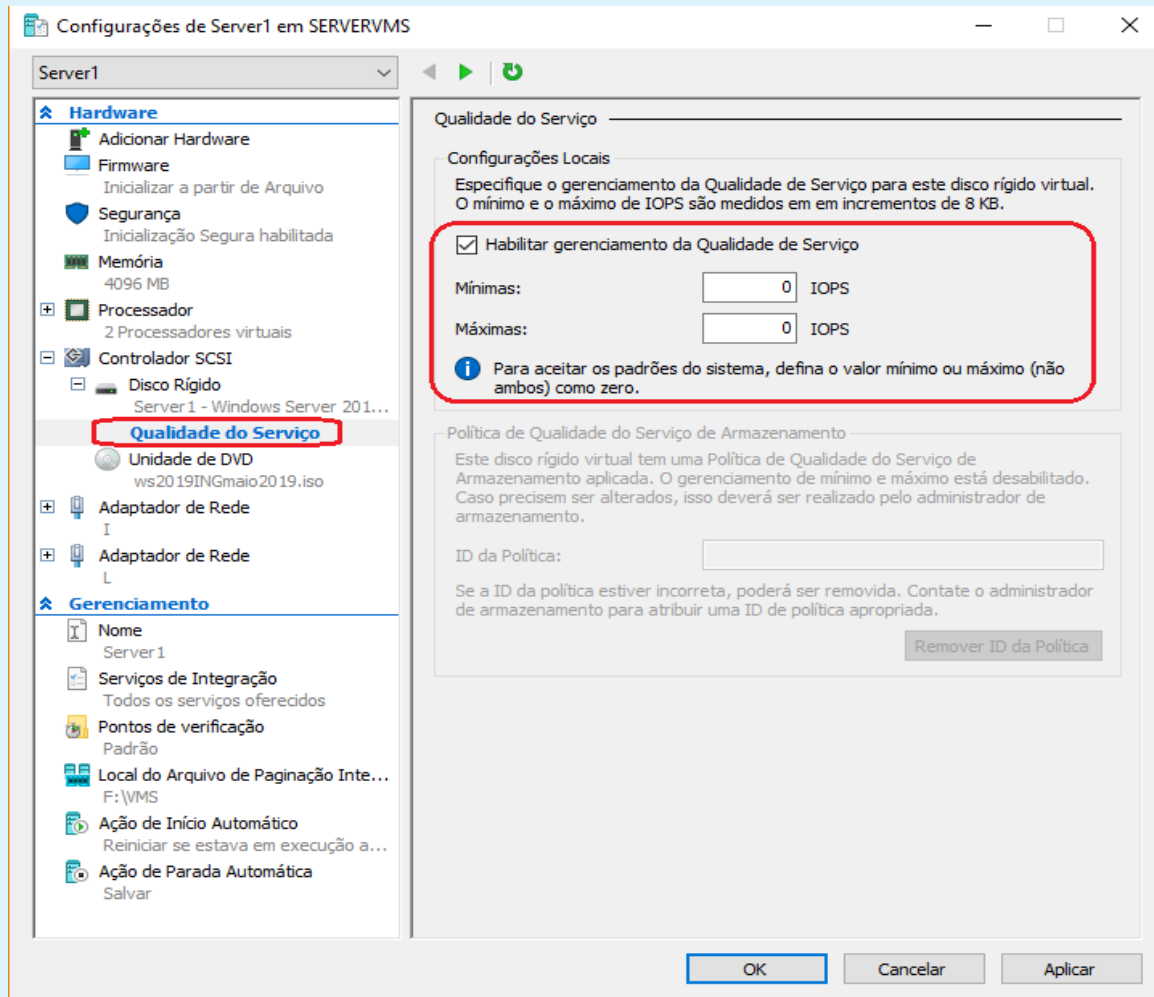 Configurações de Server1 em SERVERVMS
Server1
Hardware
Adicionar Hardware
Firmware
Inicializar a partir de Arquivo
Segurança
Inicialização Segura habilitada
Memória
4096 MB
Processador
2 Processadores virtuais
Controlador SCSI
Disco Rígido
Server1 - Windows Server 201...
Qualidade do Serviço
Unidade de DVD
ws2019INGmaio2019.iso
Adaptador de Rede
I
Adaptador de Rede
L
Gerenciamento
Nome
Server1
Serviços de Integração
Todos os serviços oferecidos
Pontos de verificação
Padrão
Local do Arquivo de Paginação Inte...
F:\VMS
Ação de Início Automático
Reiniciar se estava em execução a...
Ação de Parada Automática
Salvar
Qualidade do Serviço
Configurações Locais
Especifique o gerenciamento da Qualidade de Serviço para este disco rígido virtual.
O mínimo e o máximo de IOPS são medidos em em incrementos de 8 KB.
Habilitar gerenciamento da Qualidade de Serviço
Mínimas: 0 IOPS
Máximas: 0 IOPS
Para aceitar os padrões do sistema, defina o valor mínimo ou máximo (não
ambos) como zero.
Política de Qualidade do Serviço de Armazenamento
Este disco rígido virtual tem uma Política de Qualidade do Serviço de
Armazenamento aplicada. O gerenciamento de mínimo e máximo está desabilitado.
Caso precisem ser alterados, isso deverá ser realizado pelo administrador de
armazenamento.
ID da Política:
Se a ID da política estiver incorreta, poderá ser removida. Contate o administrador
de armazenamento para atribuir uma ID de política apropriada.
Remover ID da Política
OK Cancelar Aplicar